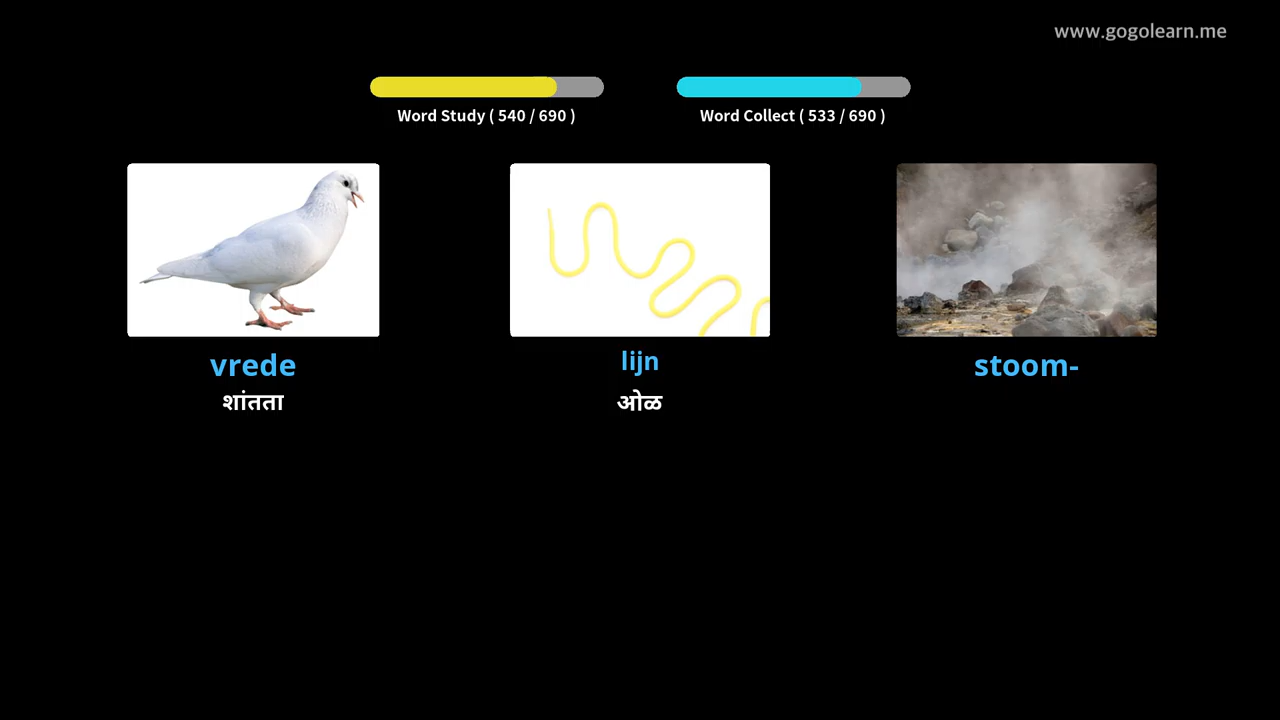 www.gogolearn.me
Word Study ( 540 / 690 )
Word Collect ( 533 / 690 )
vrede
lijn
stoom-
शांतता
ओळ